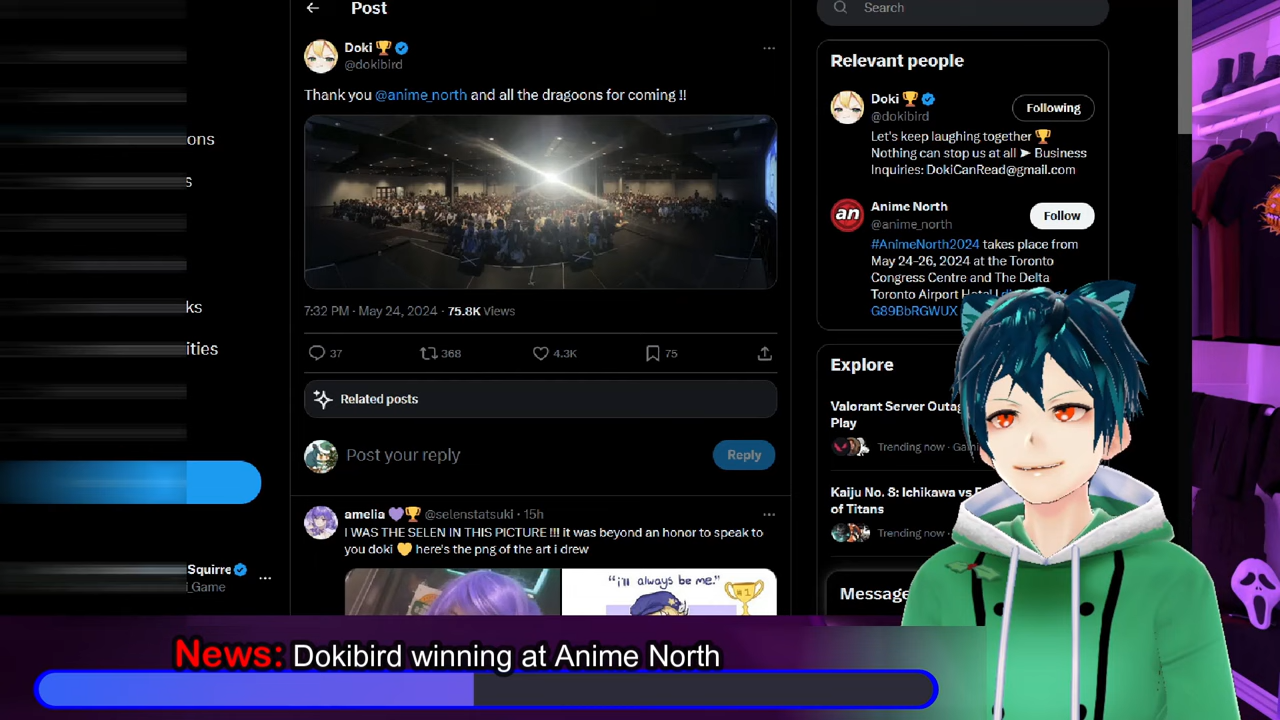 Post
Search
Doki 🏆
@dokibird
Thank you @anime_north and all the dragoons for coming !!
7:32 PM · May 24, 2024 · 75.8K Views
37
368
4.3K
75
Related posts
Post your reply
Reply
amelia 💜🏆 @selenstatsuki · 15h
I WAS THE SELEN IN THIS PICTURE !!! it was beyond an honor to speak to
you doki 💛 here's the png of the art i drew
"i'll always be me."
#1
ons
s
ks
ities
Squirre
Game
Relevant people
Doki 🏆
@dokibird
Following
Let's keep laughing together 🏆
Nothing can stop us at all ➤ Business
Inquiries: DokiCanRead@gmail.com
an
Anime North
@anime_north
Follow
#AnimeNorth2024 takes place from
May 24-26, 2024 at the Toronto
Congress Centre and The Delta
Toronto Airport Hotel
G89BbRGWUX
Explore
Valorant Server Outa
Play
Trending now · Ga
Kaiju No. 8: Ichikawa vs
of Titans
Trending now ·
Message
News: Dokibird winning at Anime North